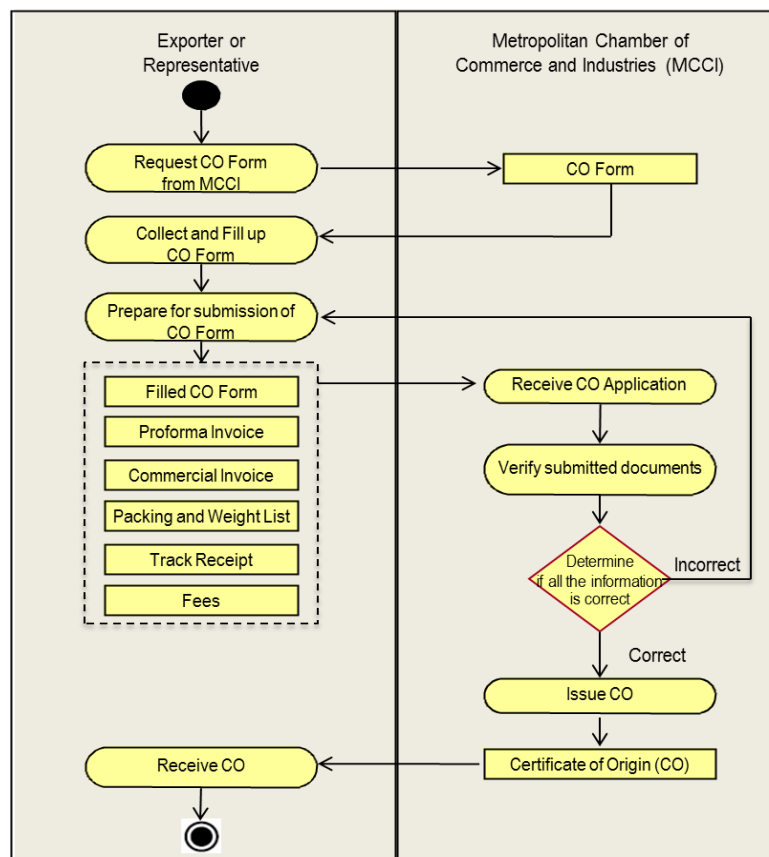 Exporter or
Representative
Metropolitan Chamber of
Commerce and Industries (MCCI)
Request CO Form
from MCCI
CO Form
Collect and Fill up
CO Form
Prepare for submission of
CO Form
Filled CO Form
Proforma Invoice
Commercial Invoice
Packing and Weight List
Track Receipt
Fees
Receive CO Application
Verify submitted documents
Determine
if all the information
is correct
Incorrect
Correct
Issue CO
Certificate of Origin (CO)
Receive CO